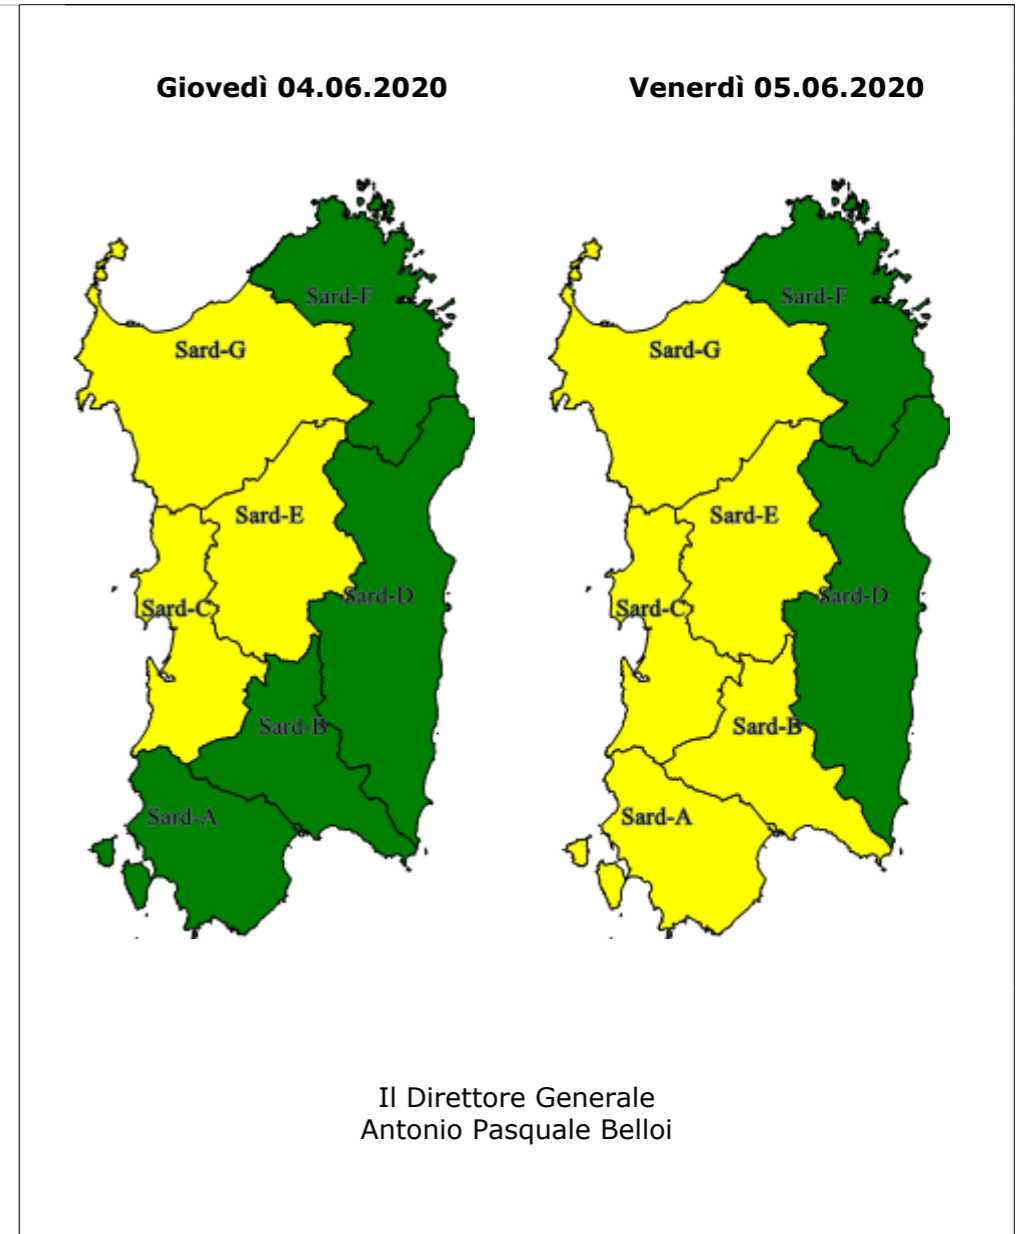 Giovedì 04.06.2020
Venerdì 05.06.2020
Sard-F
Sard-G
Sard-E
Sard-D
Sard-C
Sard-B
Sard-A
Sard-F
Sard-G
Sard-E
Sard-D
Sard-C
Sard-B
Sard-A
Il Direttore Generale
Antonio Pasquale Belloi